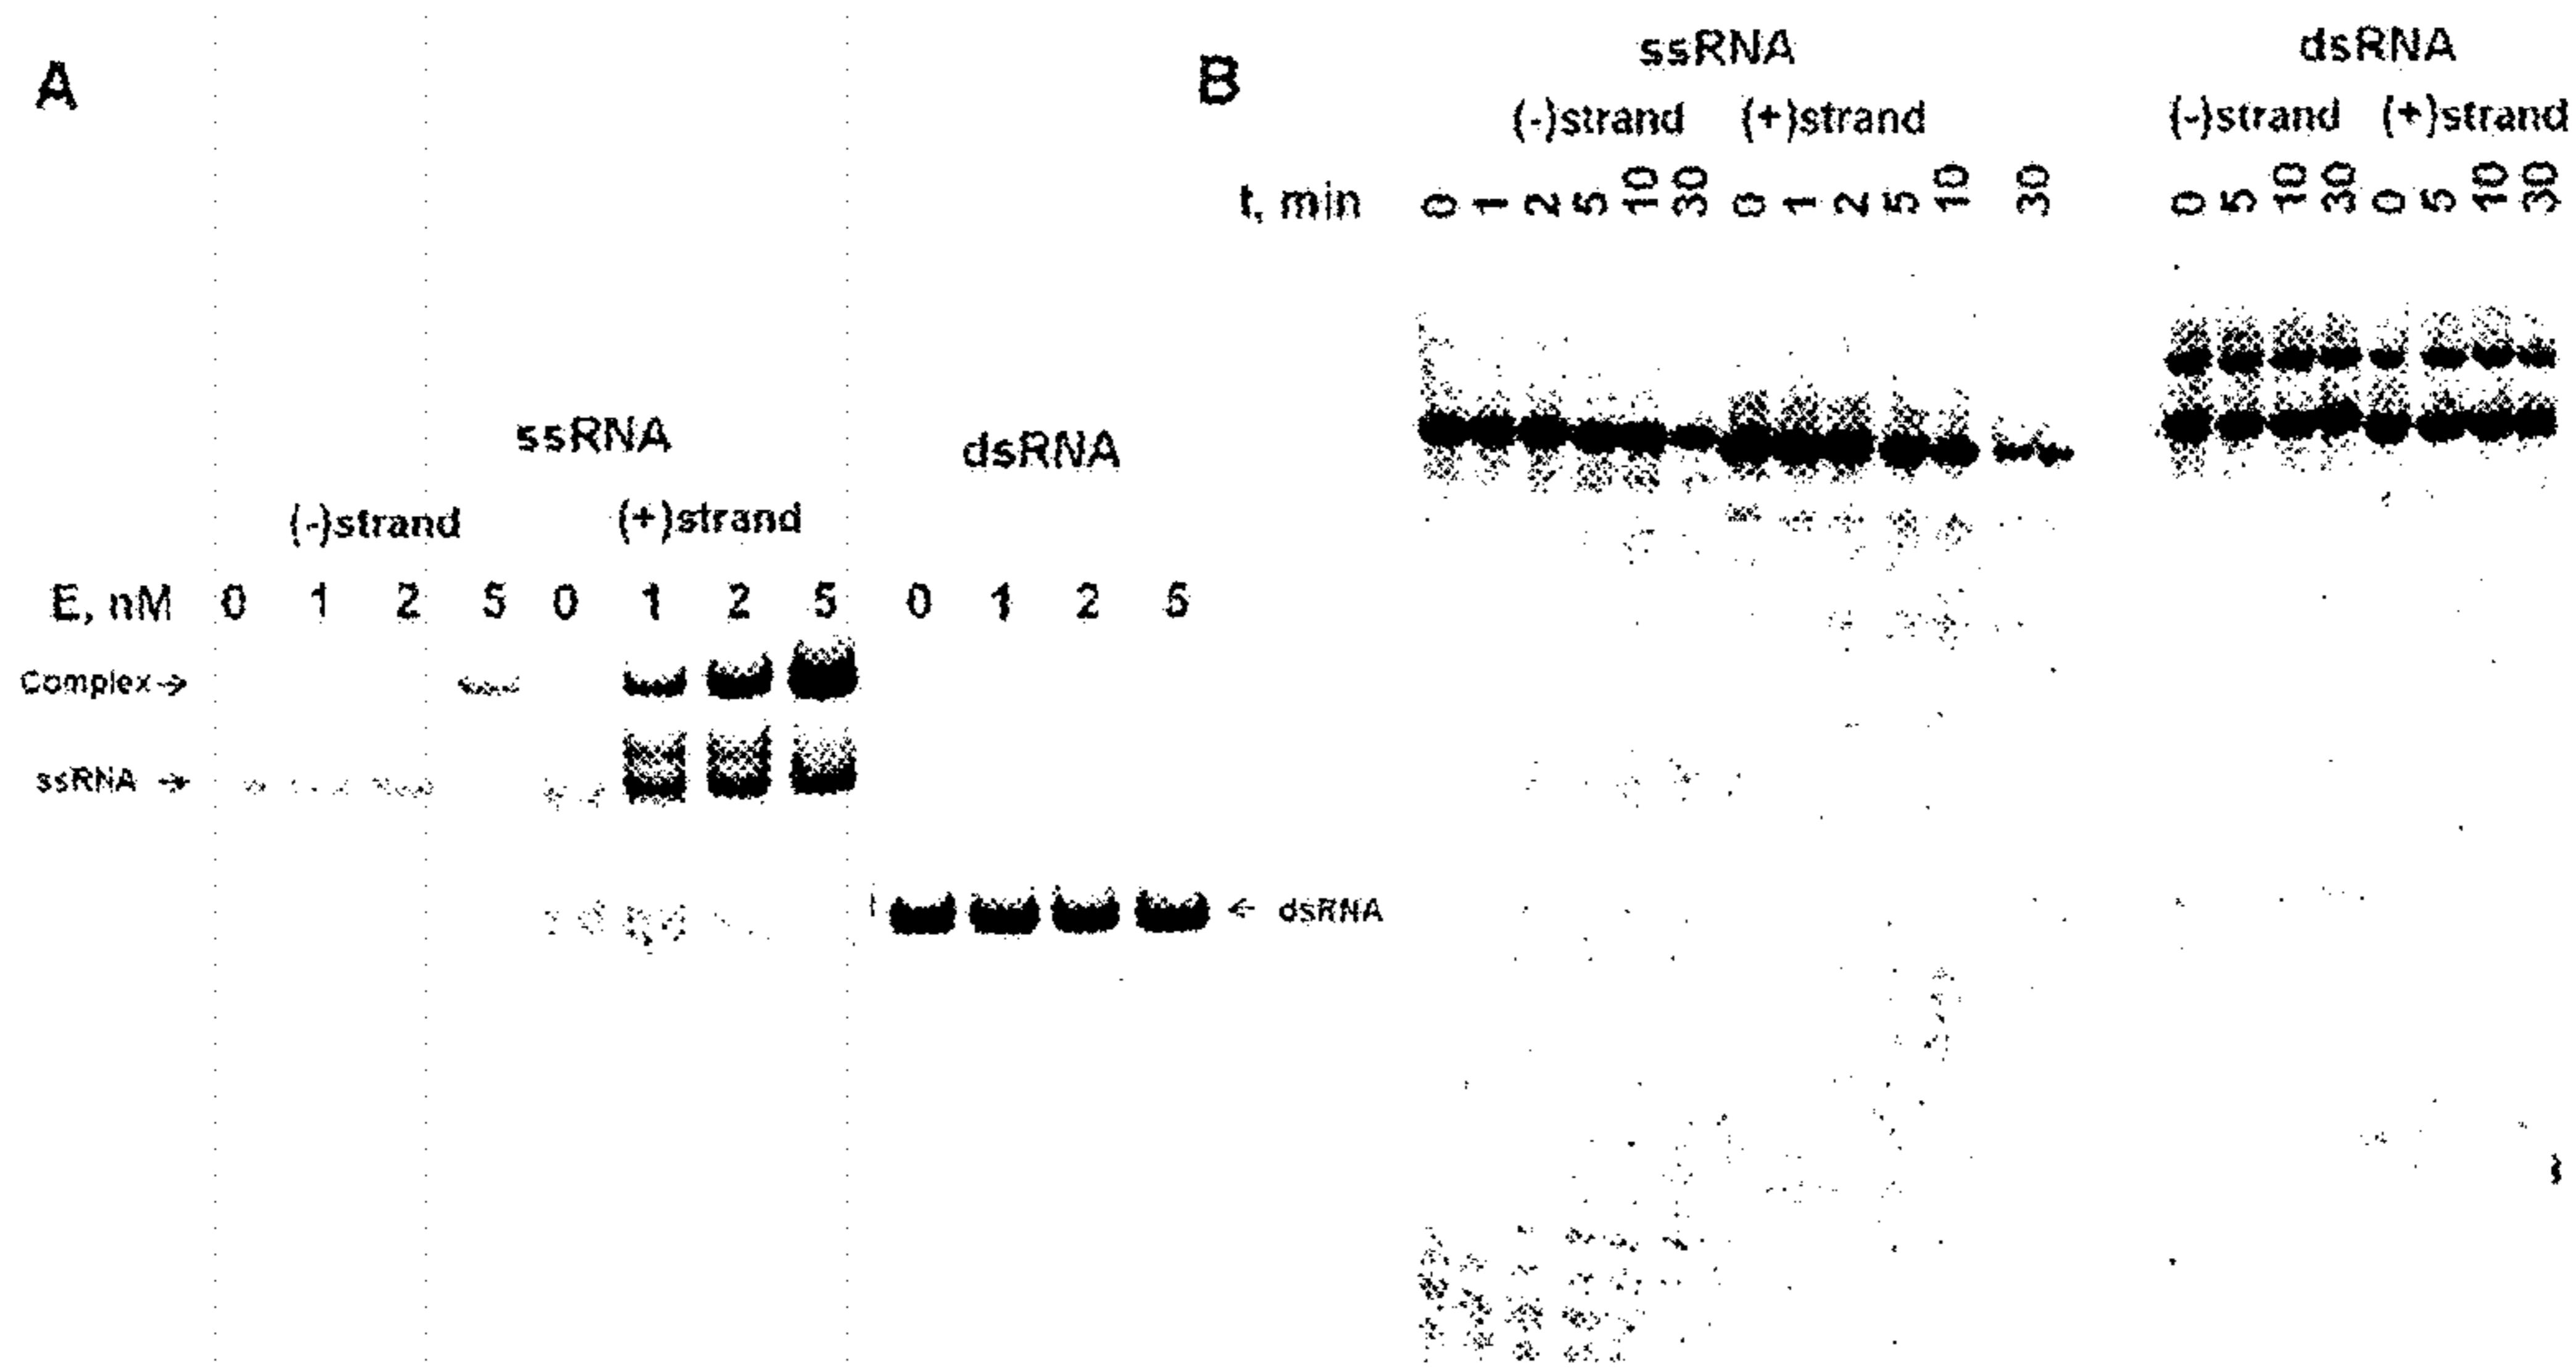 A
ssRNA
dsRNA
(-)strand (+)strand
E, nM 0 1 2 5 0 1 2 5 0 1 2 5
Complex→
ssRNA →
← dsRNA
B
ssRNA dsRNA
(-)strand (+)strand (-)strand (+)strand
t, min 0 1 2 5 10 30 0 1 2 5 10 30 0 5 10 30 0 5 10 30